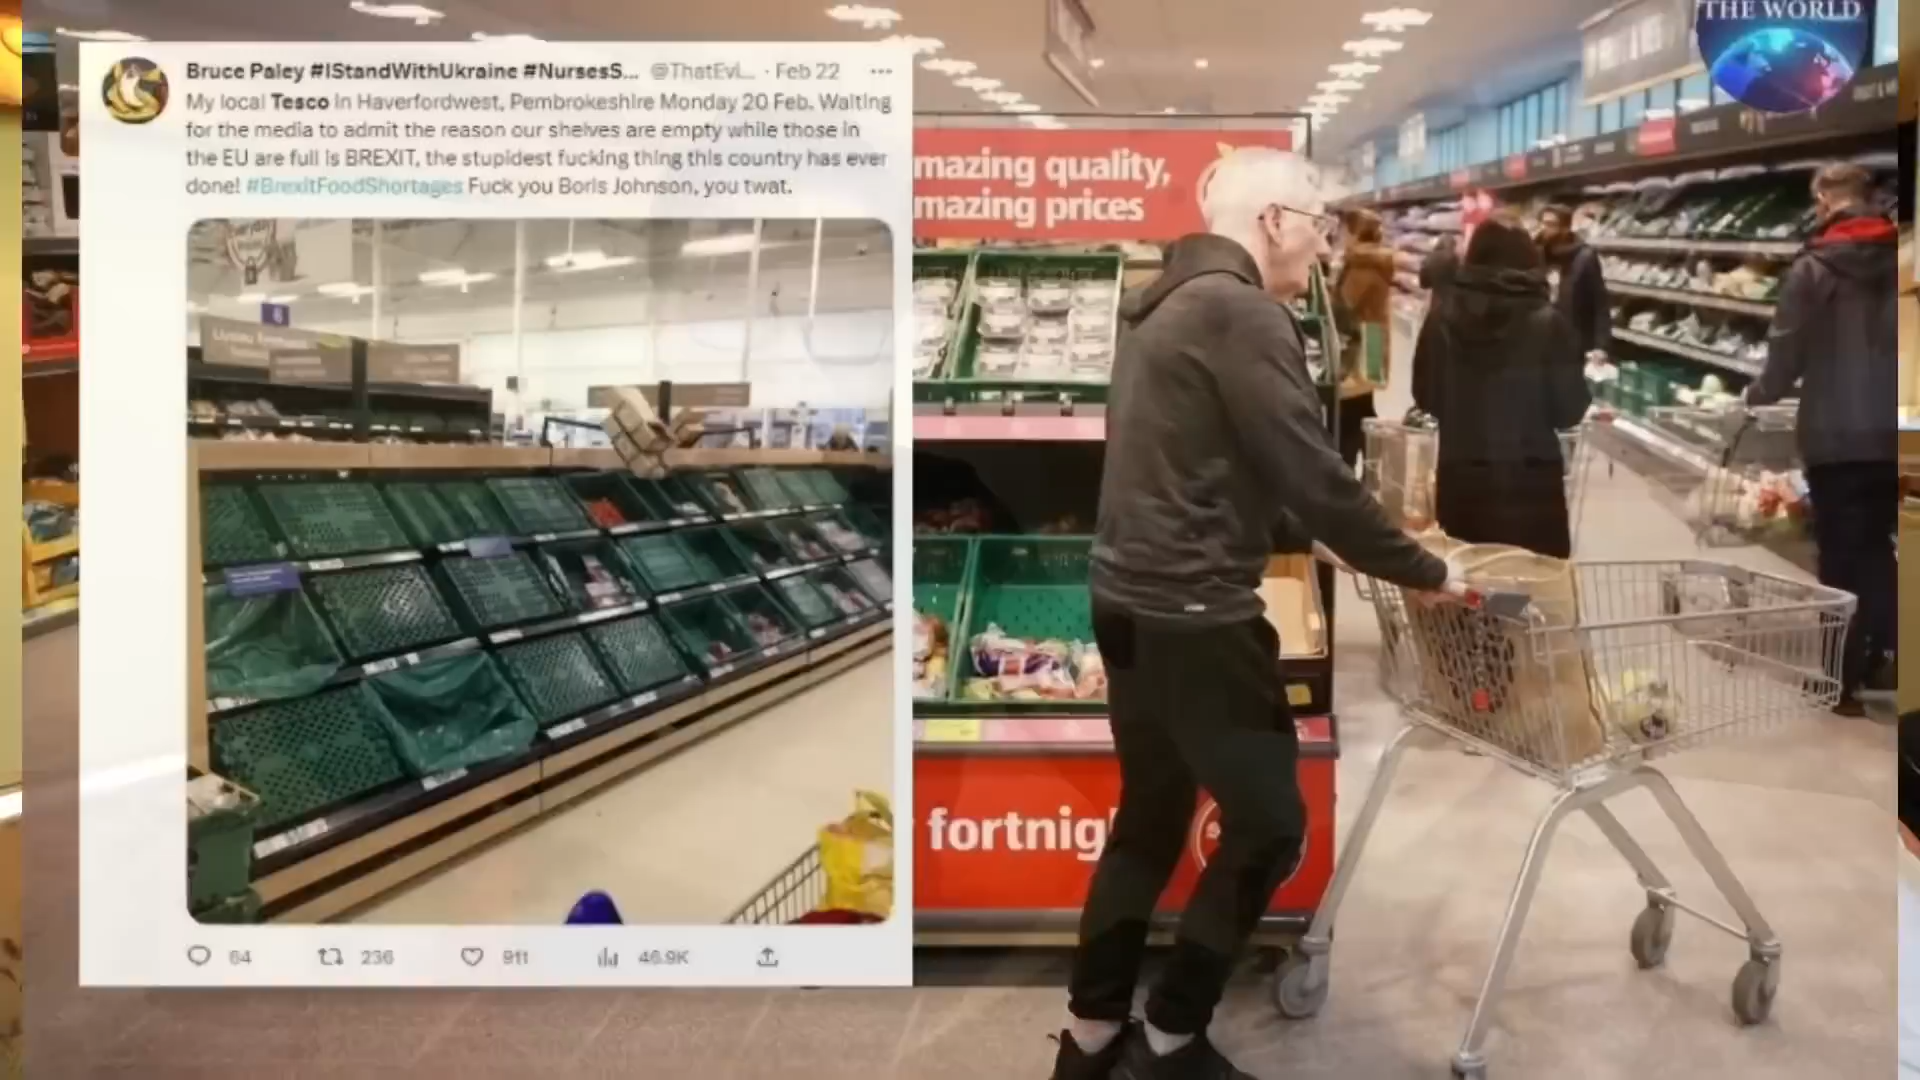 THE WORLD
Bruce Paley #IStandWithUkraine #NursesS... @ThatEvi... · Feb 22
My local Tesco in Haverfordwest, Pembrokeshire Monday 20 Feb. Waiting
for the media to admit the reason our shelves are empty while those in
the EU are full is BREXIT, the stupidest fucking thing this country has ever
done! #BrexitFoodShortages Fuck you Boris Johnson, you twat.
64 236 911 46.9K
mazing quality,
mazing prices
fortnig